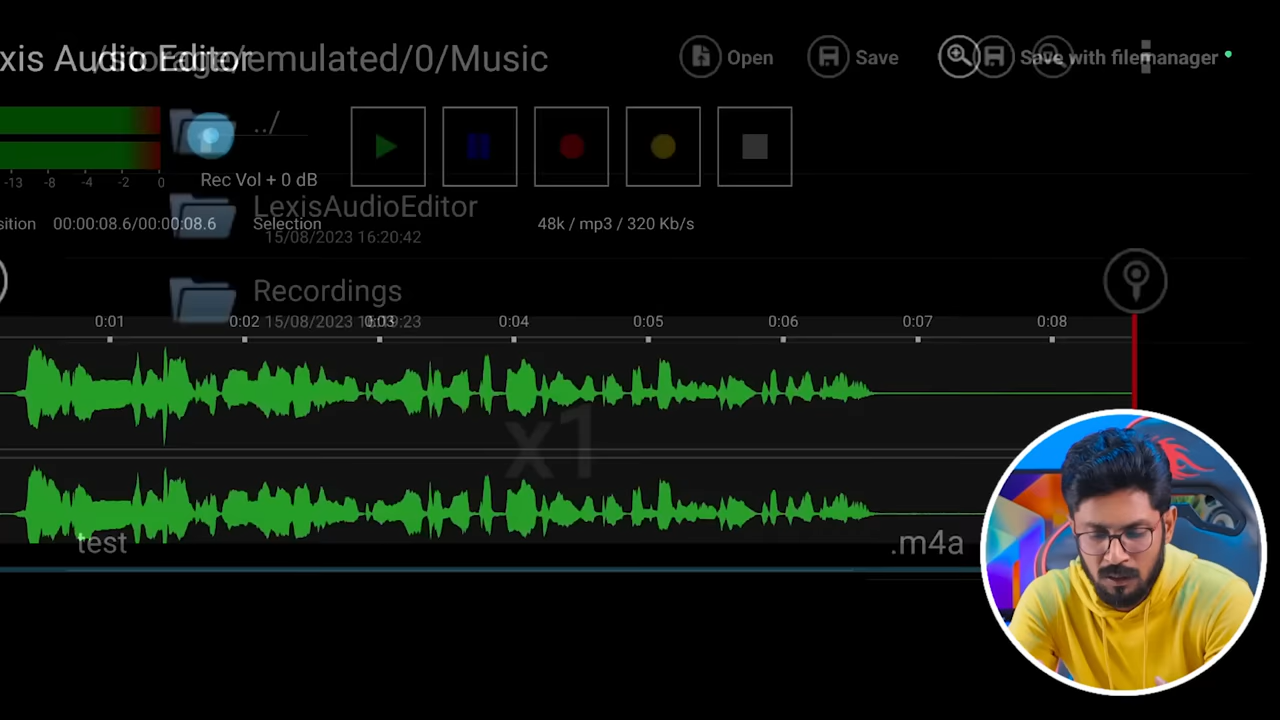 xis Audio Editor
/storage/emulated/0/Music
Open
Save
Save with filemanager
../
-13 -8 -4 -2 0
Rec Vol + 0 dB
LexisAudioEditor
sition 00:00:08.6/00:00:08.6 Selection 48k / mp3 / 320 Kb/s
15/08/2023 16:20:42
Recordings
0:01 0:02 0:03 0:04 0:05 0:06 0:07 0:08
x1
test .m4a